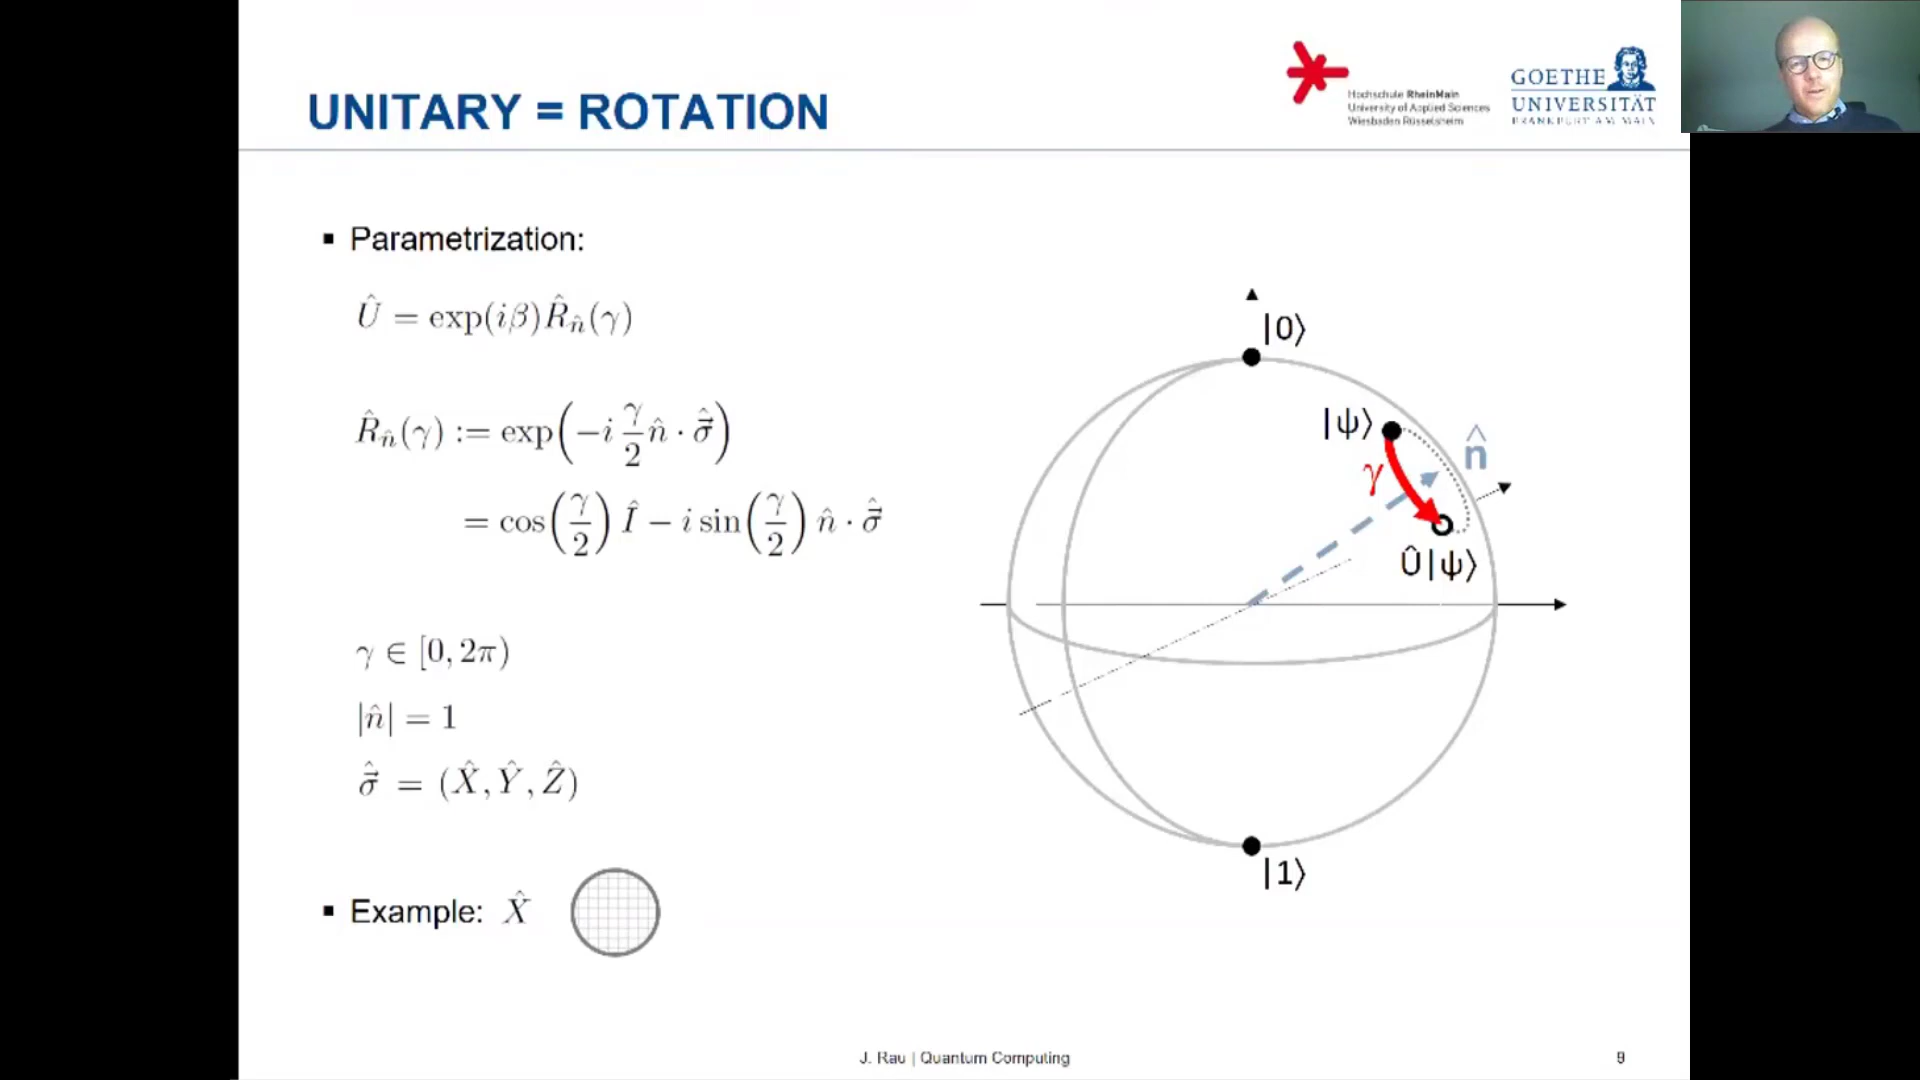 UNITARY = ROTATION
Hochschule RheinMain
University of Applied Sciences
Wiesbaden Rüsselsheim
GOETHE
UNIVERSITÄT
FRANKFURT AM MAIN
▪ Parametrization:
Û = exp(iβ)R̂_n̂(γ)
R̂_n̂(γ) := exp(−i γ/2 n̂ · σ⃗̂)
= cos(γ/2) Î − i sin(γ/2) n̂ · σ⃗̂
γ ∈ [0, 2π)
|n̂| = 1
σ⃗̂ = (X̂, Ŷ, Ẑ)
▪ Example: X̂
|0⟩
|ψ⟩
n̂
γ
Û|ψ⟩
|1⟩
J. Rau | Quantum Computing
9